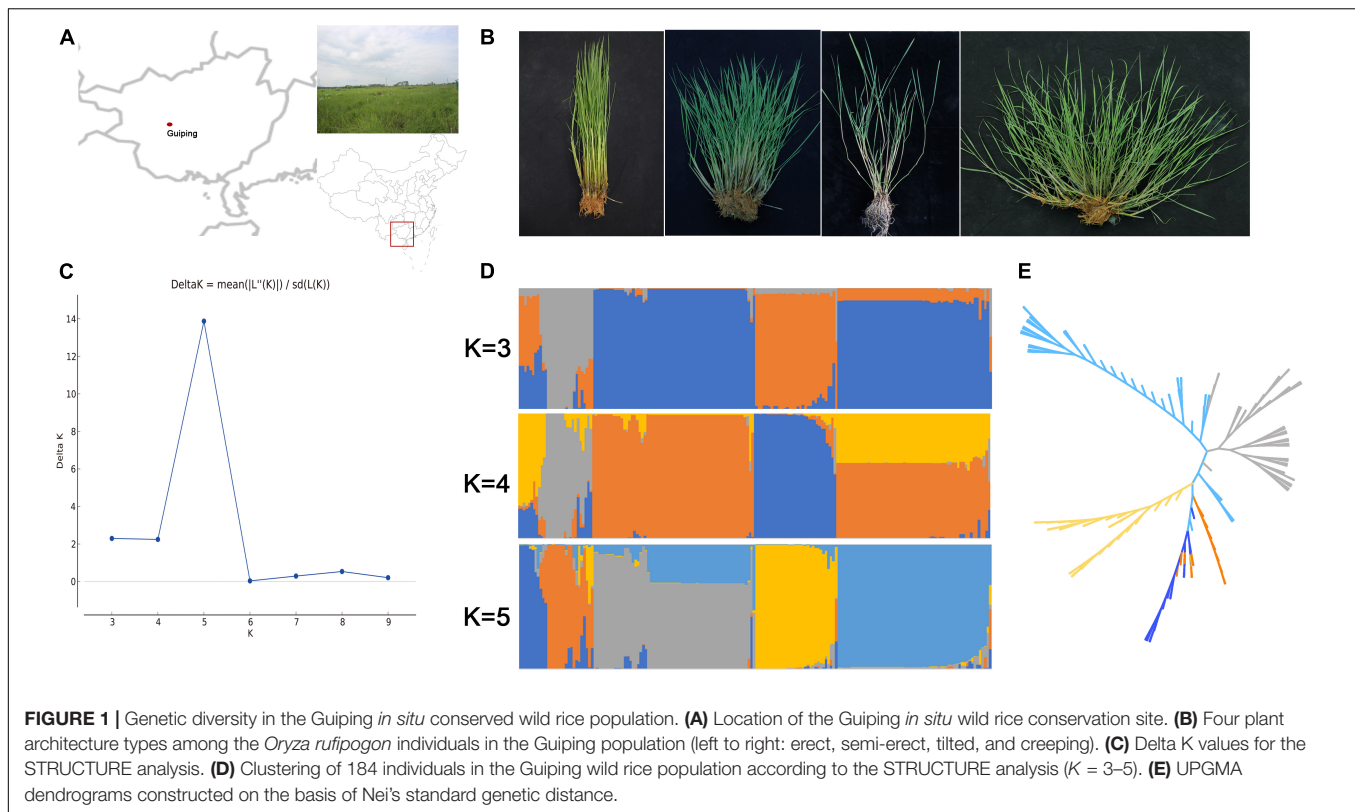 A
Guiping
B
C
DeltaK = mean(|L"(K)|) / sd(L(K))
Delta K
14
12
10
8
6
4
2
0
3 4 5 6 7 8 9
K
D
K=3
K=4
K=5
E
FIGURE 1 | Genetic diversity in the Guiping in situ conserved wild rice population. (A) Location of the Guiping in situ wild rice conservation site. (B) Four plant
architecture types among the Oryza rufipogon individuals in the Guiping population (left to right: erect, semi-erect, tilted, and creeping). (C) Delta K values for the
STRUCTURE analysis. (D) Clustering of 184 individuals in the Guiping wild rice population according to the STRUCTURE analysis (K = 3–5). (E) UPGMA
dendrograms constructed on the basis of Nei's standard genetic distance.